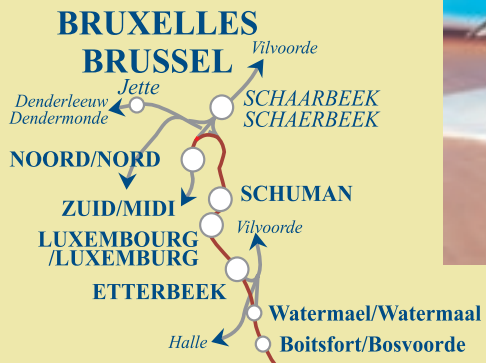 BRUXELLES
BRUSSEL
Vilvoorde
Jette
Denderleeuw
Dendermonde
SCHAARBEEK
SCHAERBEEK
NOORD/NORD
SCHUMAN
ZUID/MIDI
Vilvoorde
LUXEMBOURG
/LUXEMBURG
ETTERBEEK
Watermael/Watermaal
Halle
Boitsfort/Bosvoorde